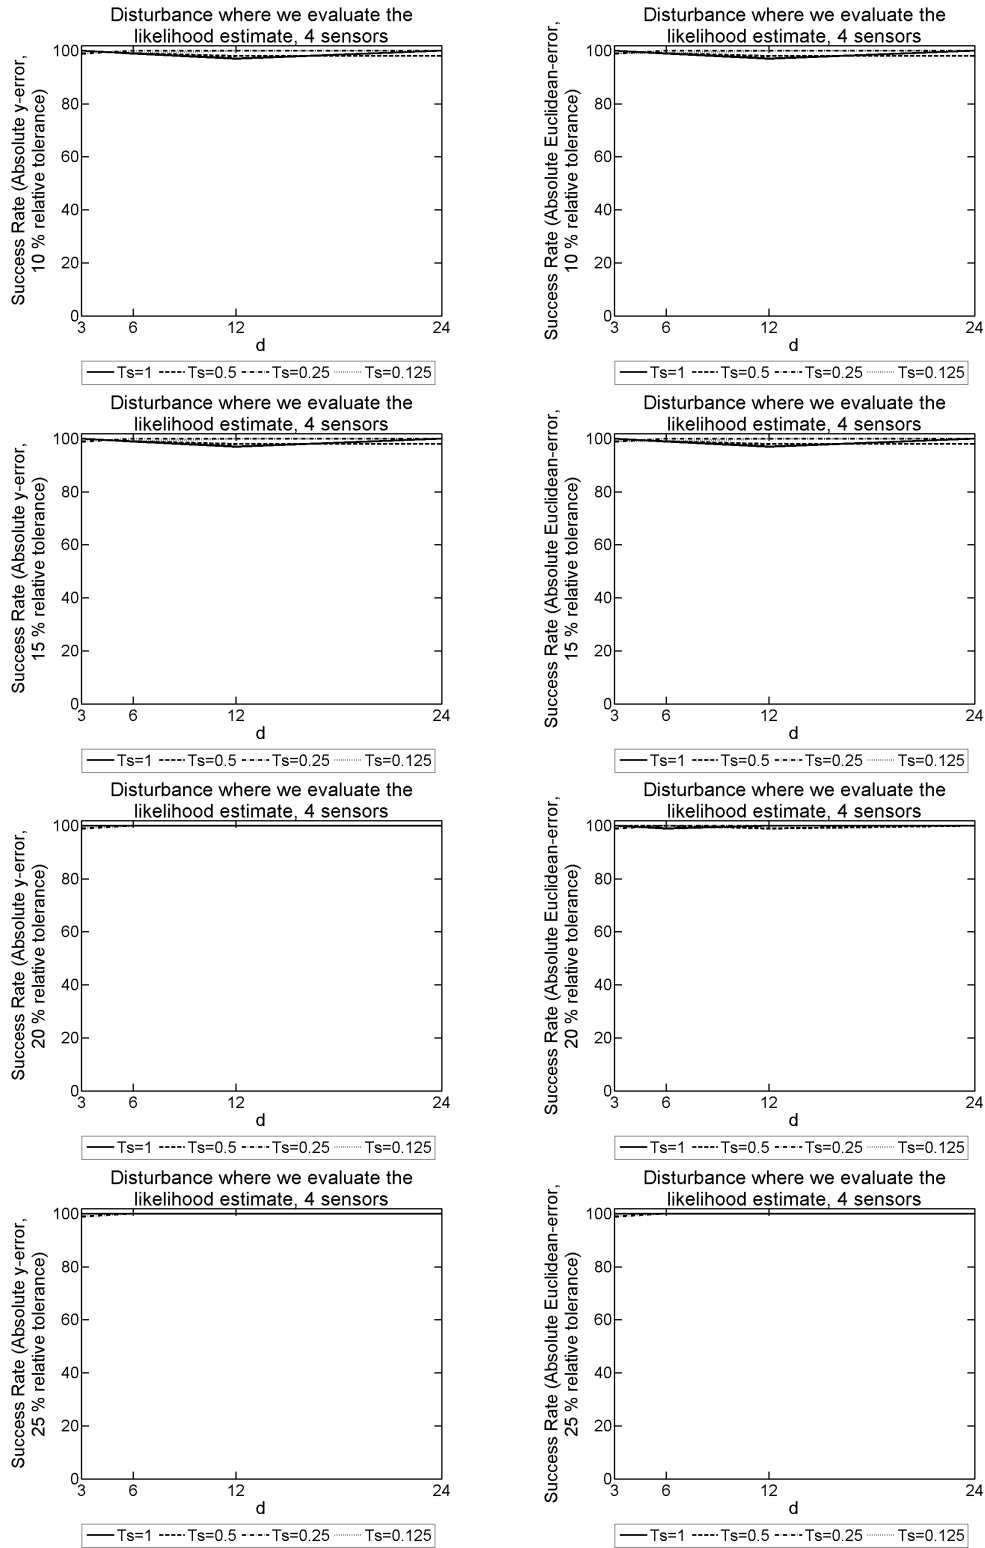 Disturbance where we evaluate the
likelihood estimate, 4 sensors
Success Rate (Absolute y-error,
10 % relative tolerance)
100
80
60
40
20
0
3 6 12 24
d
Ts=1 Ts=0.5 Ts=0.25 Ts=0.125
Disturbance where we evaluate the
likelihood estimate, 4 sensors
Success Rate (Absolute Euclidean-error,
10 % relative tolerance)
100
80
60
40
20
0
3 6 12 24
d
Ts=1 Ts=0.5 Ts=0.25 Ts=0.125
Disturbance where we evaluate the
likelihood estimate, 4 sensors
Success Rate (Absolute y-error,
15 % relative tolerance)
100
80
60
40
20
0
3 6 12 24
d
Ts=1 Ts=0.5 Ts=0.25 Ts=0.125
Disturbance where we evaluate the
likelihood estimate, 4 sensors
Success Rate (Absolute Euclidean-error,
15 % relative tolerance)
100
80
60
40
20
0
3 6 12 24
d
Ts=1 Ts=0.5 Ts=0.25 Ts=0.125
Disturbance where we evaluate the
likelihood estimate, 4 sensors
Success Rate (Absolute y-error,
20 % relative tolerance)
100
80
60
40
20
0
3 6 12 24
d
Ts=1 Ts=0.5 Ts=0.25 Ts=0.125
Disturbance where we evaluate the
likelihood estimate, 4 sensors
Success Rate (Absolute Euclidean-error,
20 % relative tolerance)
100
80
60
40
20
0
3 6 12 24
d
Ts=1 Ts=0.5 Ts=0.25 Ts=0.125
Disturbance where we evaluate the
likelihood estimate, 4 sensors
Success Rate (Absolute y-error,
25 % relative tolerance)
100
80
60
40
20
0
3 6 12 24
d
Ts=1 Ts=0.5 Ts=0.25 Ts=0.125
Disturbance where we evaluate the
likelihood estimate, 4 sensors
Success Rate (Absolute Euclidean-error,
25 % relative tolerance)
100
80
60
40
20
0
3 6 12 24
d
Ts=1 Ts=0.5 Ts=0.25 Ts=0.125